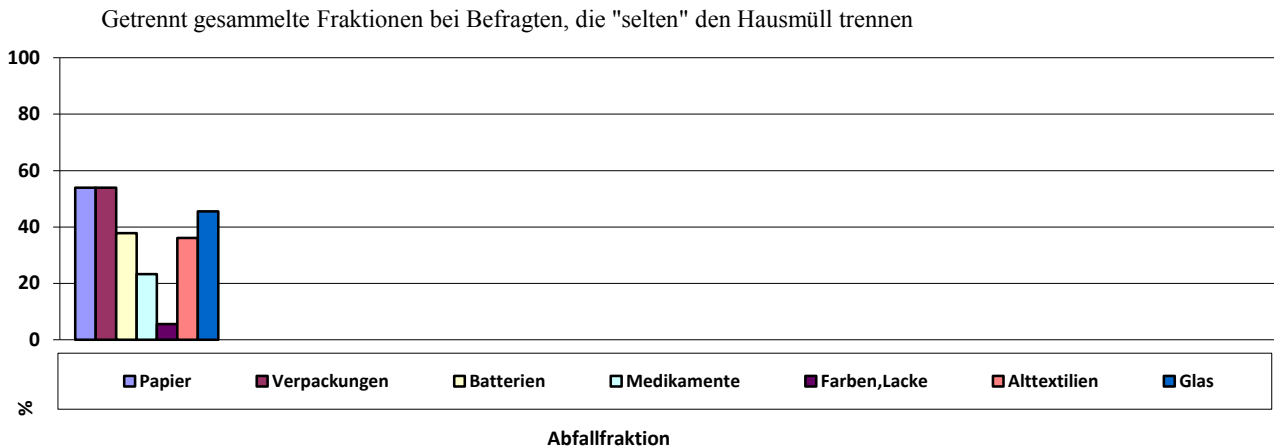 Getrennt gesammelte Fraktionen bei Befragten, die "selten" den Hausmüll trennen
100
80
60
40
20
0
Papier Verpackungen Batterien Medikamente Farben,Lacke Alttextilien Glas
%
Abfallfraktion